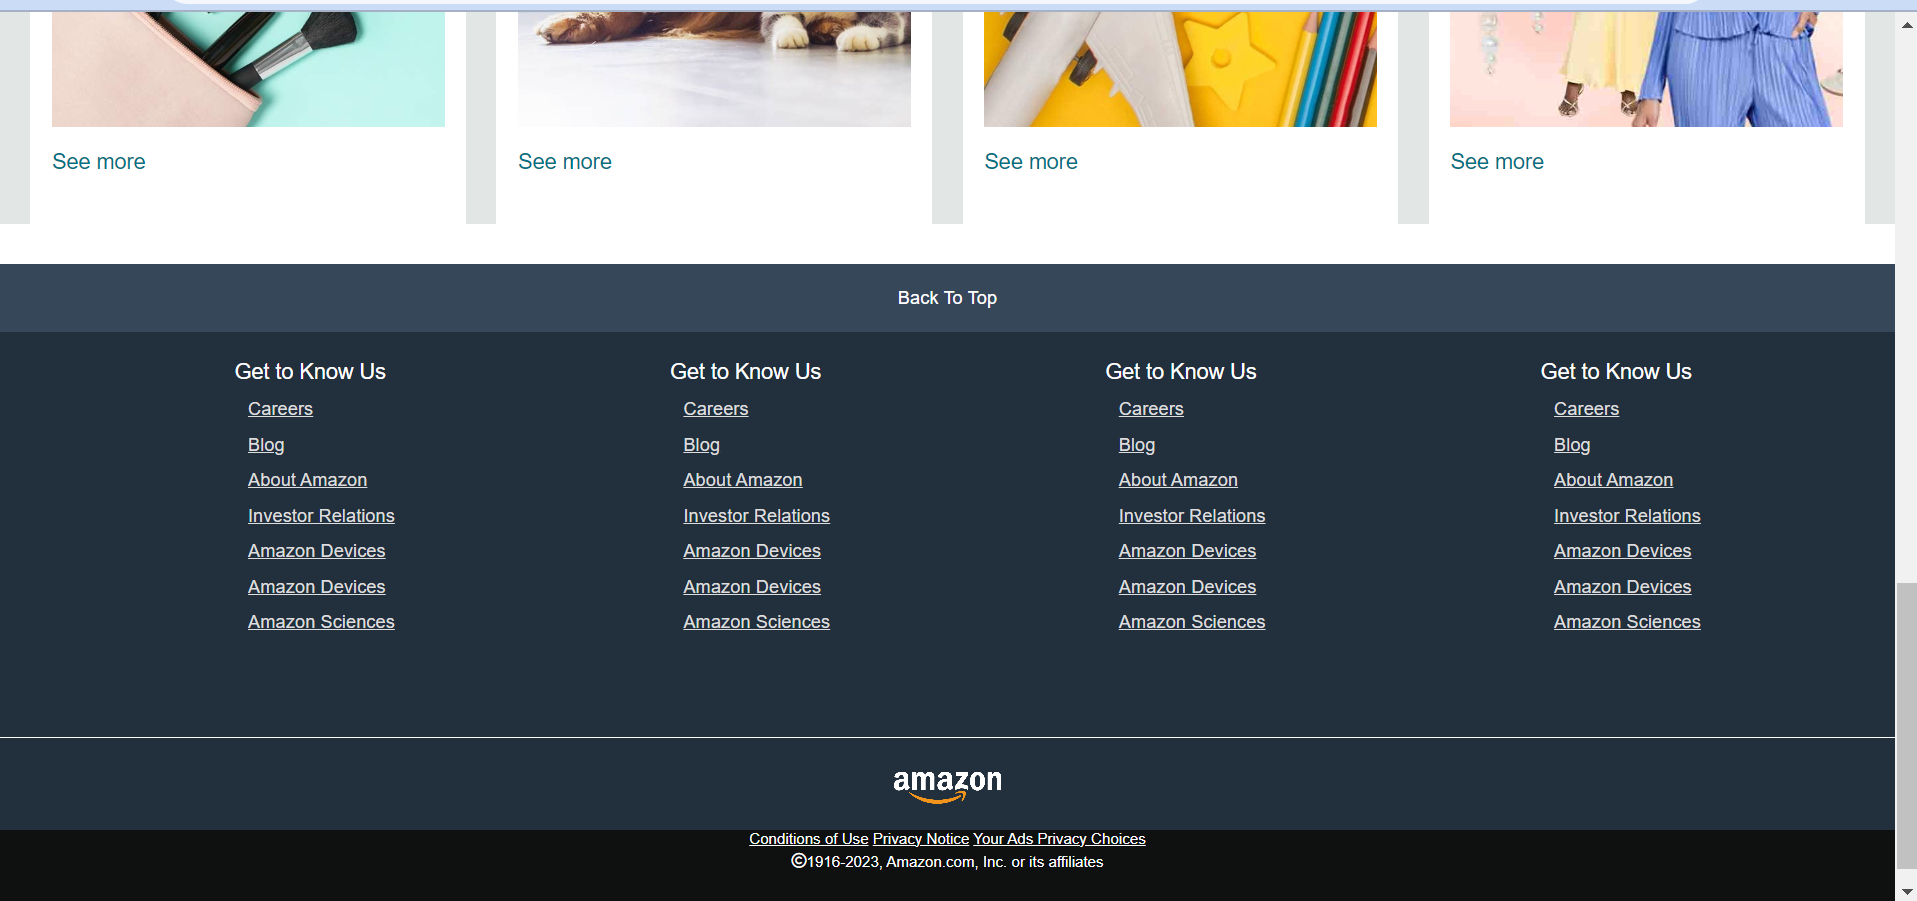 See more See more See more See more
Back To Top
Get to Know Us Get to Know Us Get to Know Us Get to Know Us
Careers Careers Careers Careers
Blog Blog Blog Blog
About Amazon About Amazon About Amazon About Amazon
Investor Relations Investor Relations Investor Relations Investor Relations
Amazon Devices Amazon Devices Amazon Devices Amazon Devices
Amazon Devices Amazon Devices Amazon Devices Amazon Devices
Amazon Sciences Amazon Sciences Amazon Sciences Amazon Sciences
amazon
Conditions of Use Privacy Notice Your Ads Privacy Choices
©1916-2023, Amazon.com, Inc. or its affiliates